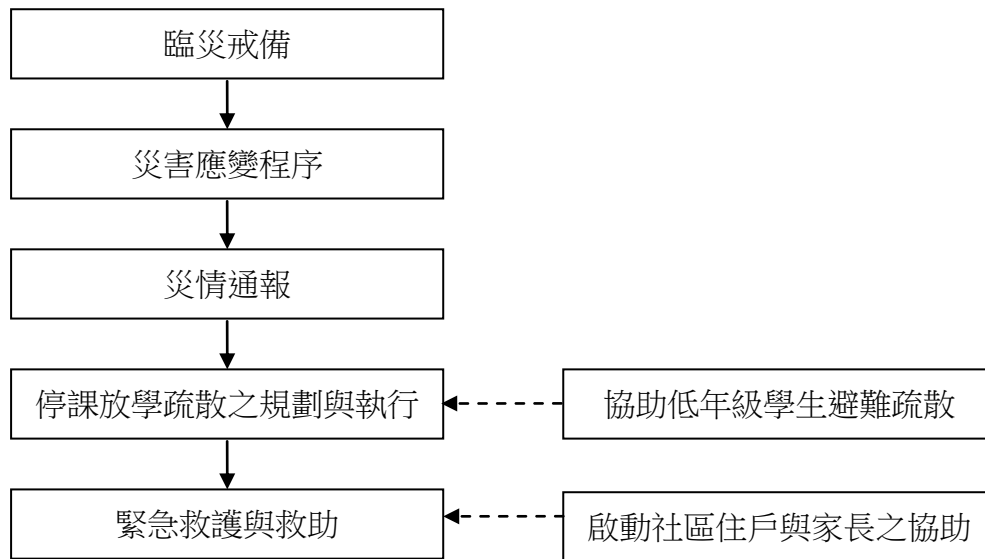 臨災戒備
災害應變程序
災情通報
停課放學疏散之規劃與執行
協助低年級學生避難疏散
緊急救護與救助
啟動社區住戶與家長之協助